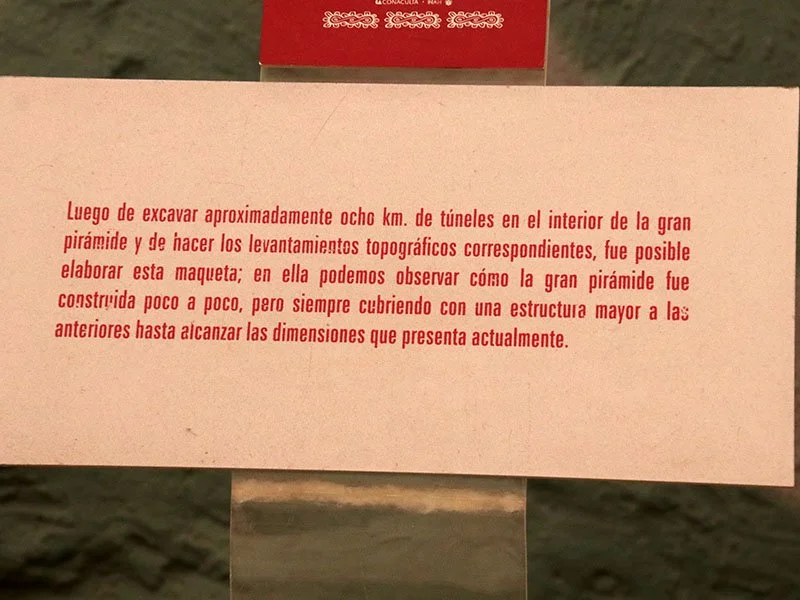 CONACULTA • INAH
Luego de excavar aproximadamente ocho km. de túneles en el interior de la gran
pirámide y de hacer los levantamientos topográficos correspondientes, fue posible
elaborar esta maqueta; en ella podemos observar cómo la gran pirámide fue
construida poco a poco, pero siempre cubriendo con una estructura mayor a las
anteriores hasta alcanzar las dimensiones que presenta actualmente.